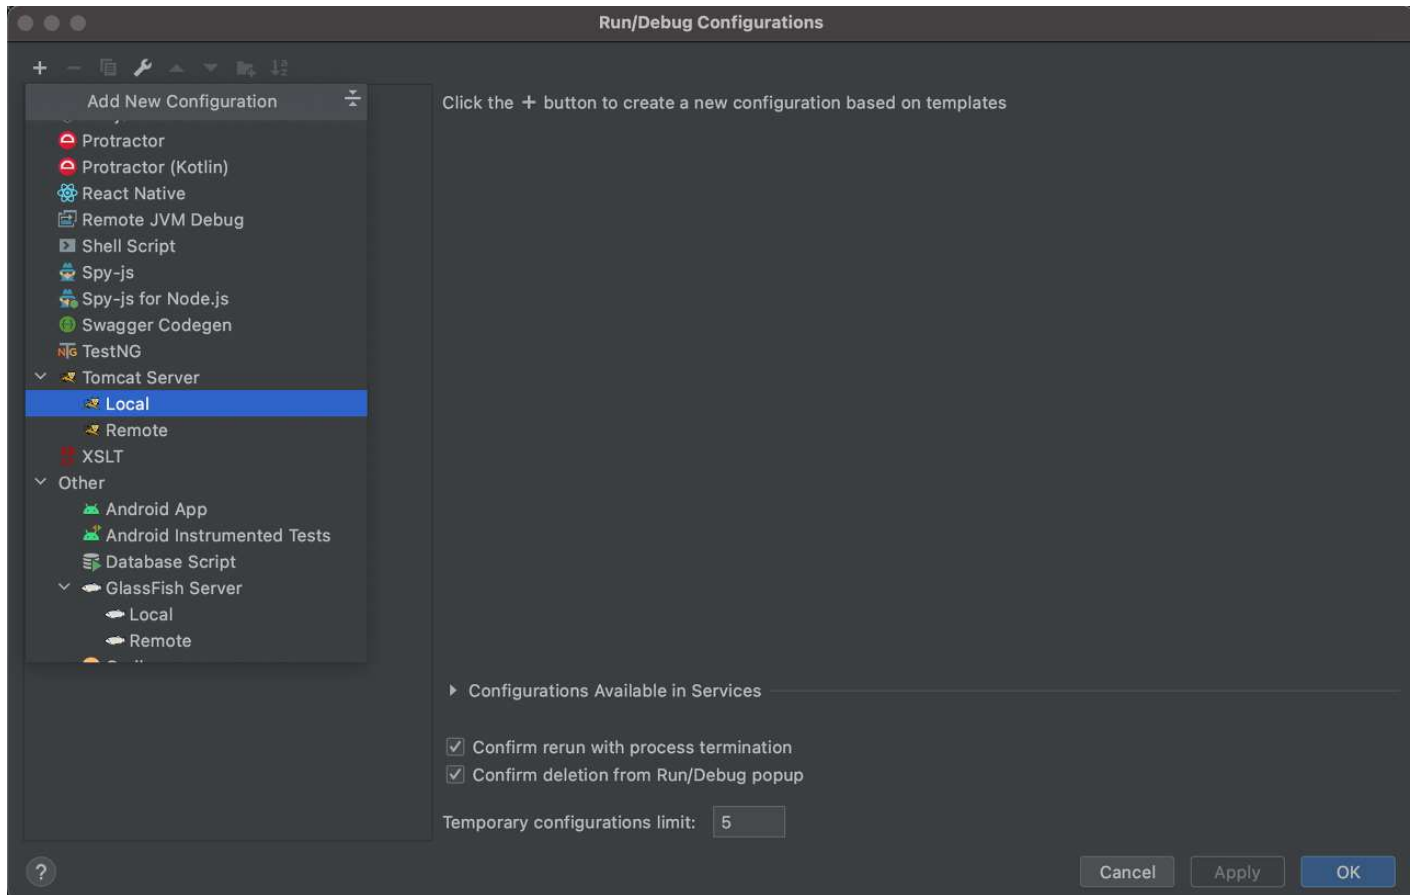 Run/Debug Configurations
Add New Configuration
Click the + button to create a new configuration based on templates
Protractor
Protractor (Kotlin)
React Native
Remote JVM Debug
Shell Script
Spy-js
Spy-js for Node.js
Swagger Codegen
TestNG
Tomcat Server
Local
Remote
XSLT
Other
Android App
Android Instrumented Tests
Database Script
GlassFish Server
Local
Remote
Configurations Available in Services
Confirm rerun with process termination
Confirm deletion from Run/Debug popup
Temporary configurations limit: 5
? Cancel Apply OK